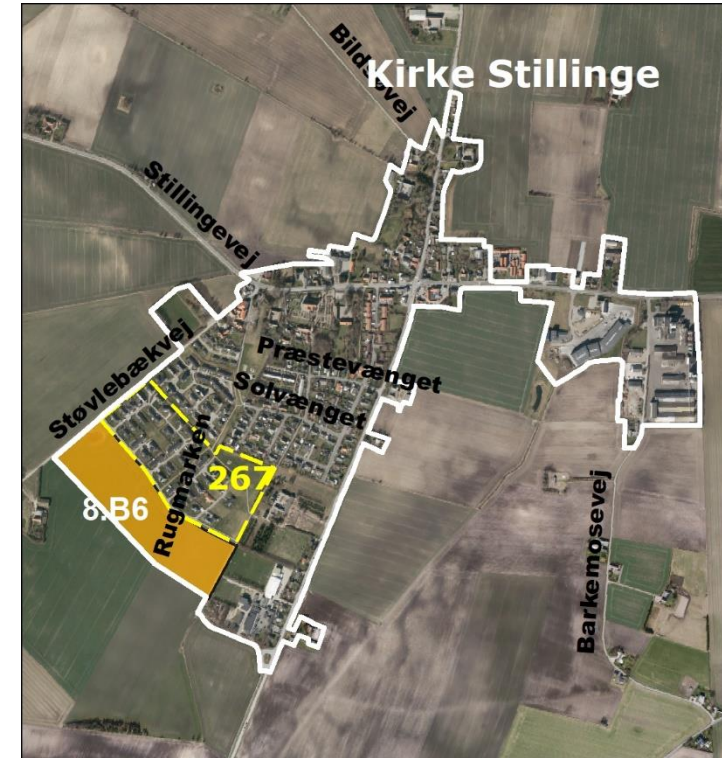 Bildsøvej
Kirke Stillinge
Stillingevej
Støvlebækvej
Præstevænget
Solvænget
Rugmarken
267
8.B6
Barkemosevej